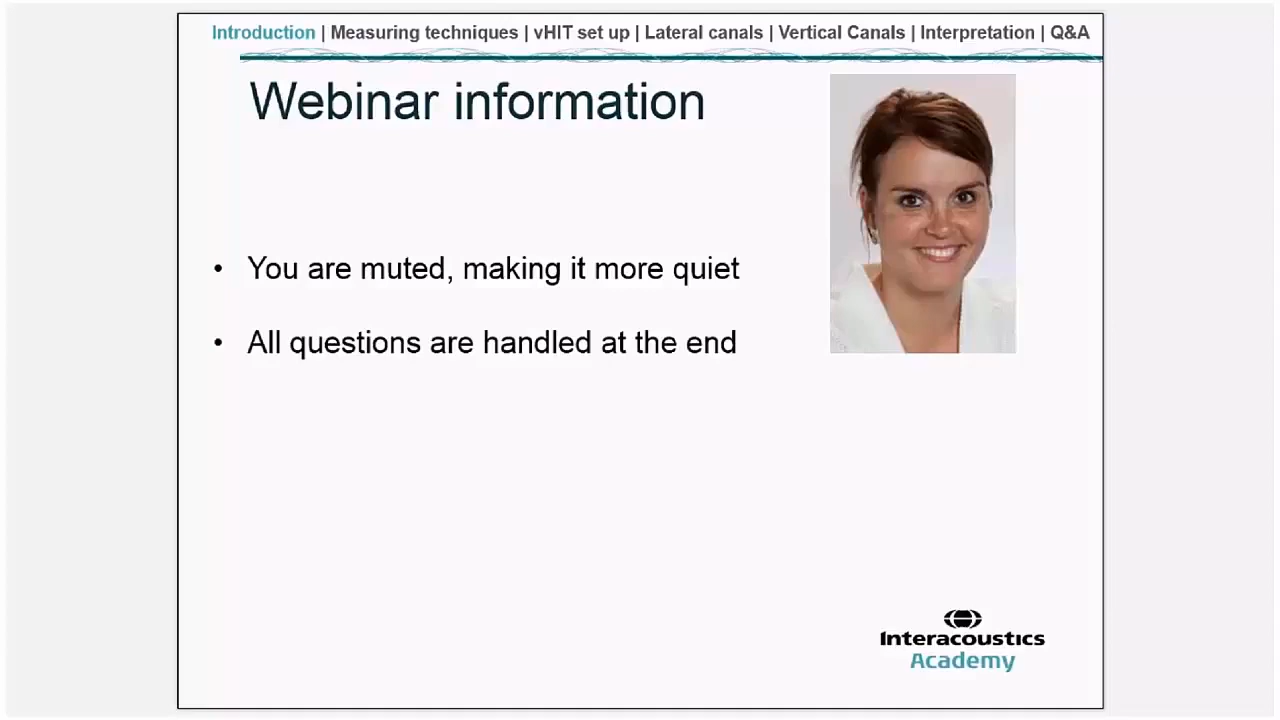 Introduction | Measuring techniques | vHIT set up | Lateral canals | Vertical Canals | Interpretation | Q&A
Webinar information
• You are muted, making it more quiet
• All questions are handled at the end
Interacoustics
Academy